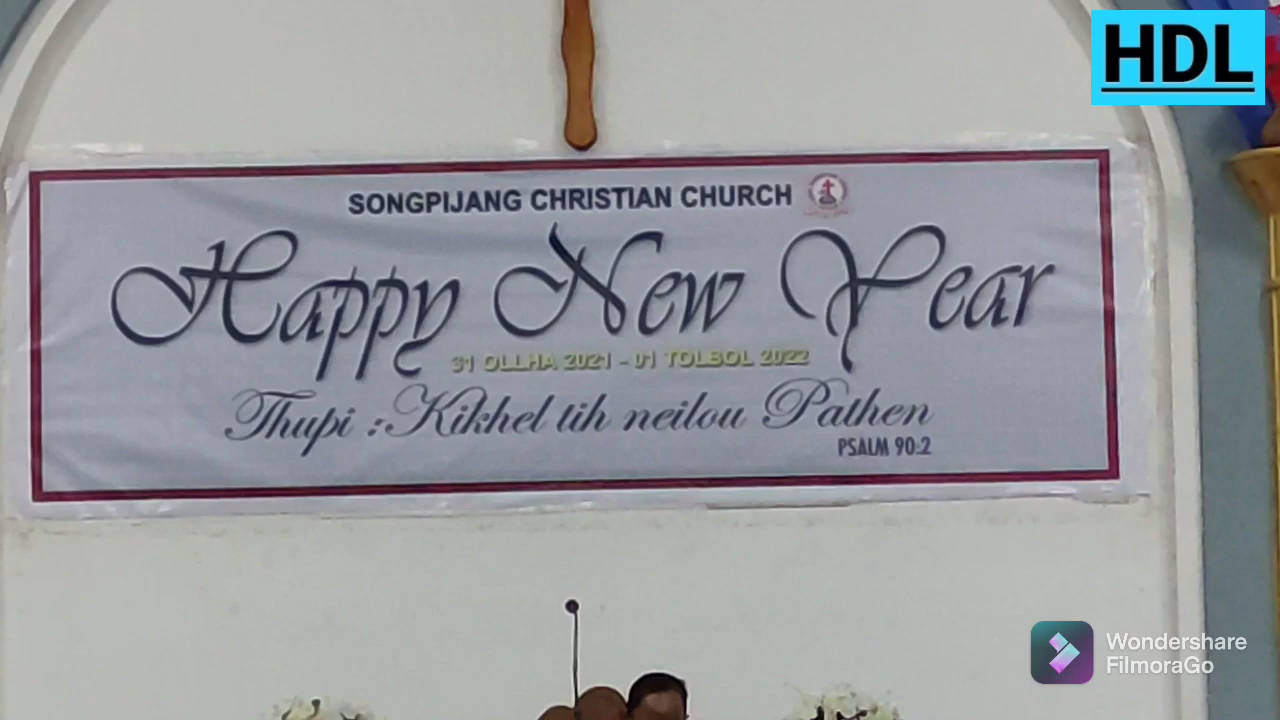 HDL
SONGPIJANG CHRISTIAN CHURCH
Happy New Year
31 OLLHA 2021 - 01 TOLBOL 2022
Thupi : Kikhel tih neilou Pathen
PSALM 90:2
Wondershare
FilmoraGo